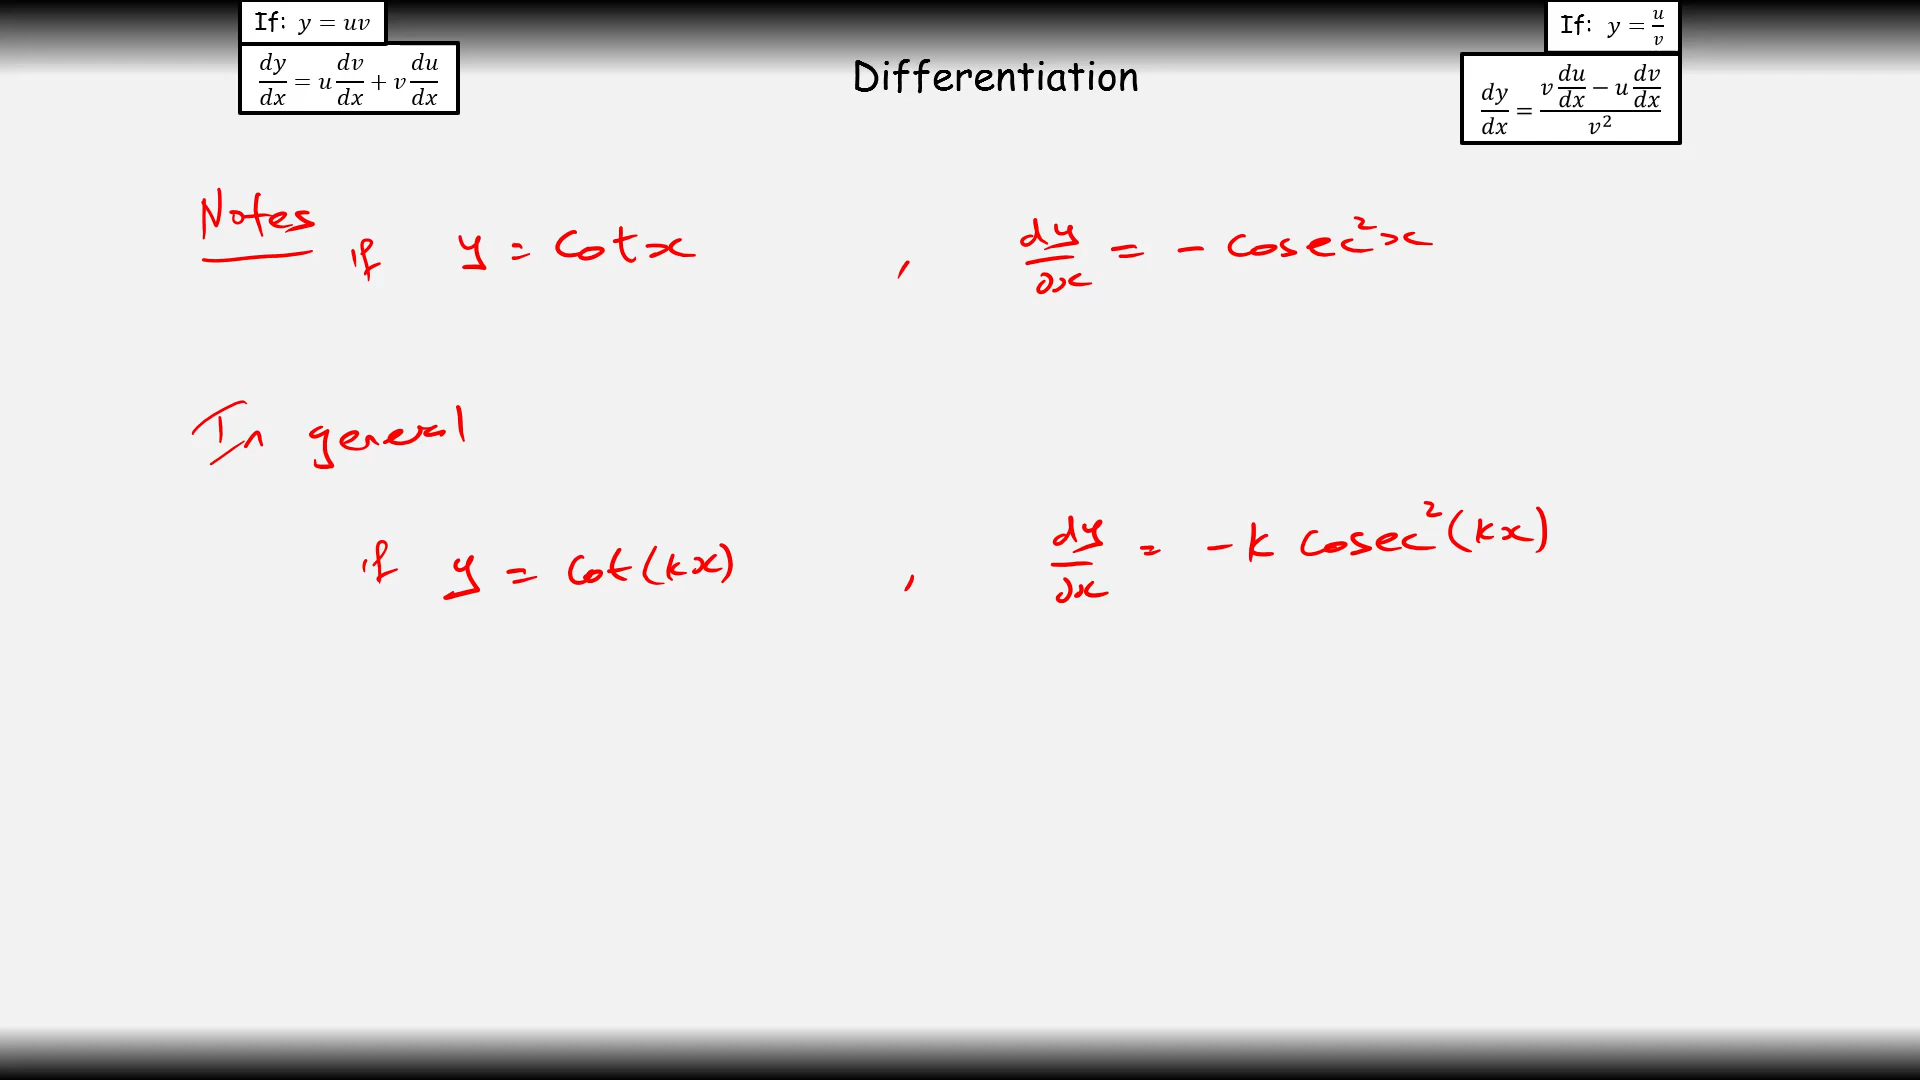 If: y = uv
dy/dx = u dv/dx + v du/dx
Differentiation
If: y = u/v
dy/dx = (v du/dx − u dv/dx)/v²
Notes
if y = cotx , dy/dx = - cosec²x
In general
if y = cot(kx) , dy/dx = -k cosec²(kx)